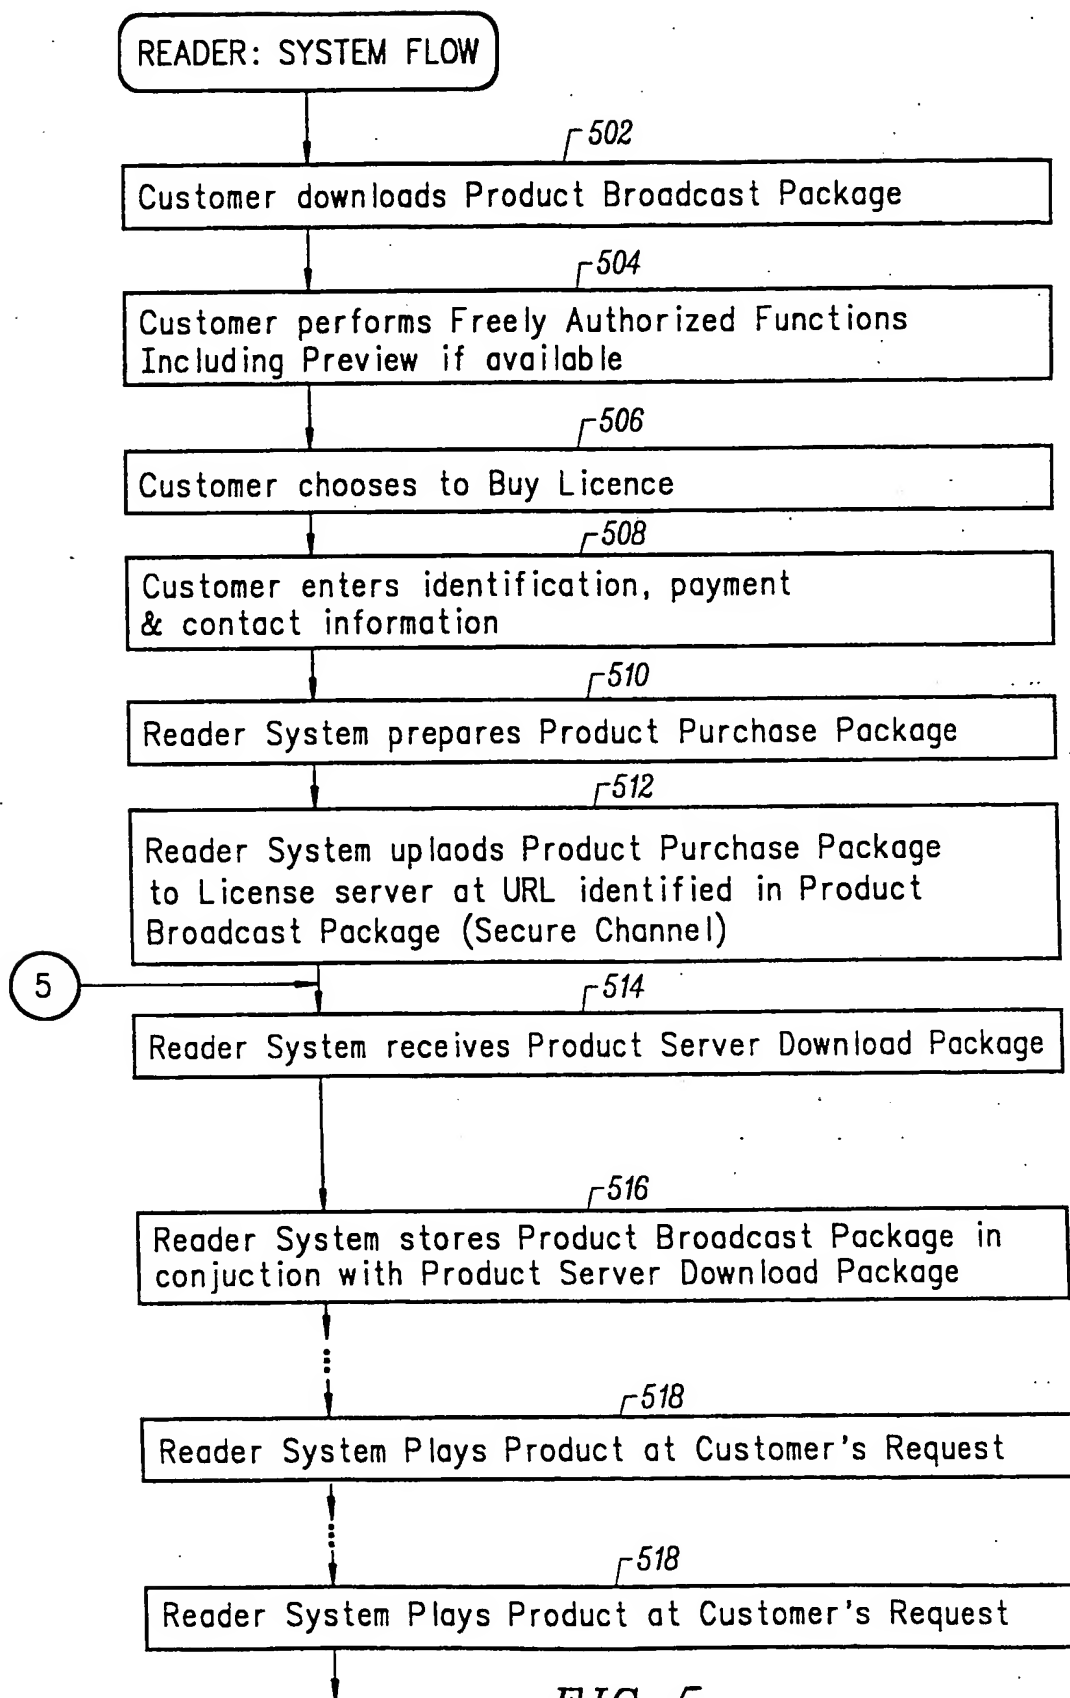 READER: SYSTEM FLOW
502
Customer downloads Product Broadcast Package
504
Customer performs Freely Authorized Functions
Including Preview if available
506
Customer chooses to Buy Licence
508
Customer enters identification, payment
& contact information
510
Reader System prepares Product Purchase Package
512
Reader System uplaods Product Purchase Package
to License server at URL identified in Product
Broadcast Package (Secure Channel)
5
514
Reader System receives Product Server Download Package
516
Reader System stores Product Broadcast Package in
conjuction with Product Server Download Package
518
Reader System Plays Product at Customer's Request
518
Reader System Plays Product at Customer's Request
FIG. 5